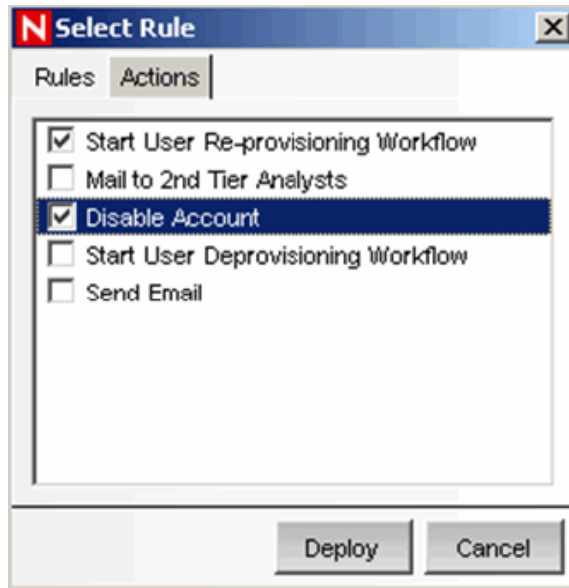 N Select Rule
Rules Actions
Start User Re-provisioning Workflow
Mail to 2nd Tier Analysts
Disable Account
Start User Deprovisioning Workflow
Send Email
Deploy Cancel